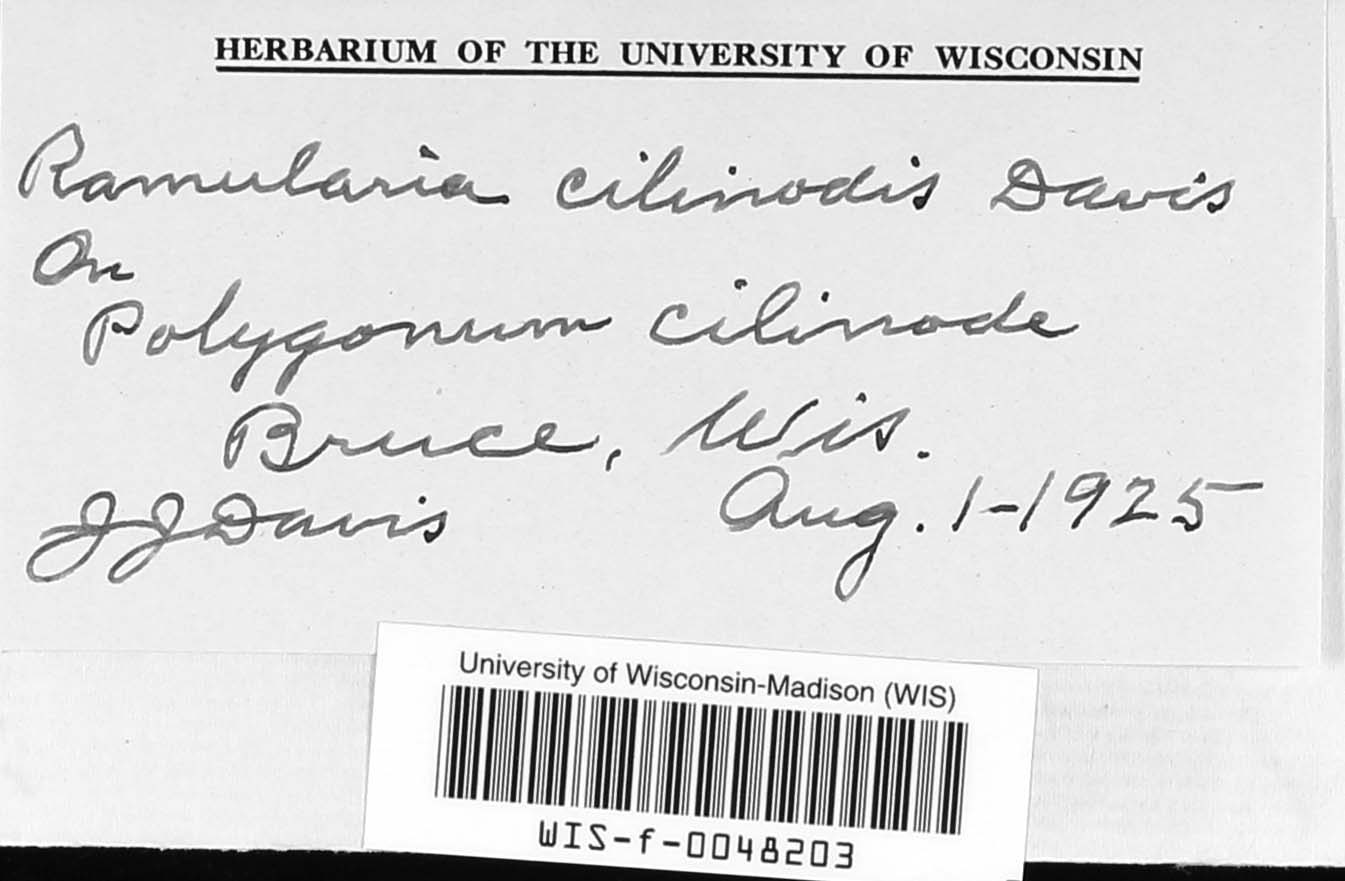 HERBARIUM OF THE UNIVERSITY OF WISCONSIN
Ramularia cilinodis Davis
On
Polygonum cilinode
Bruce, Wis.
JJDavis Aug. 1-1925
University of Wisconsin-Madison (WIS)
WIS-f-0048203